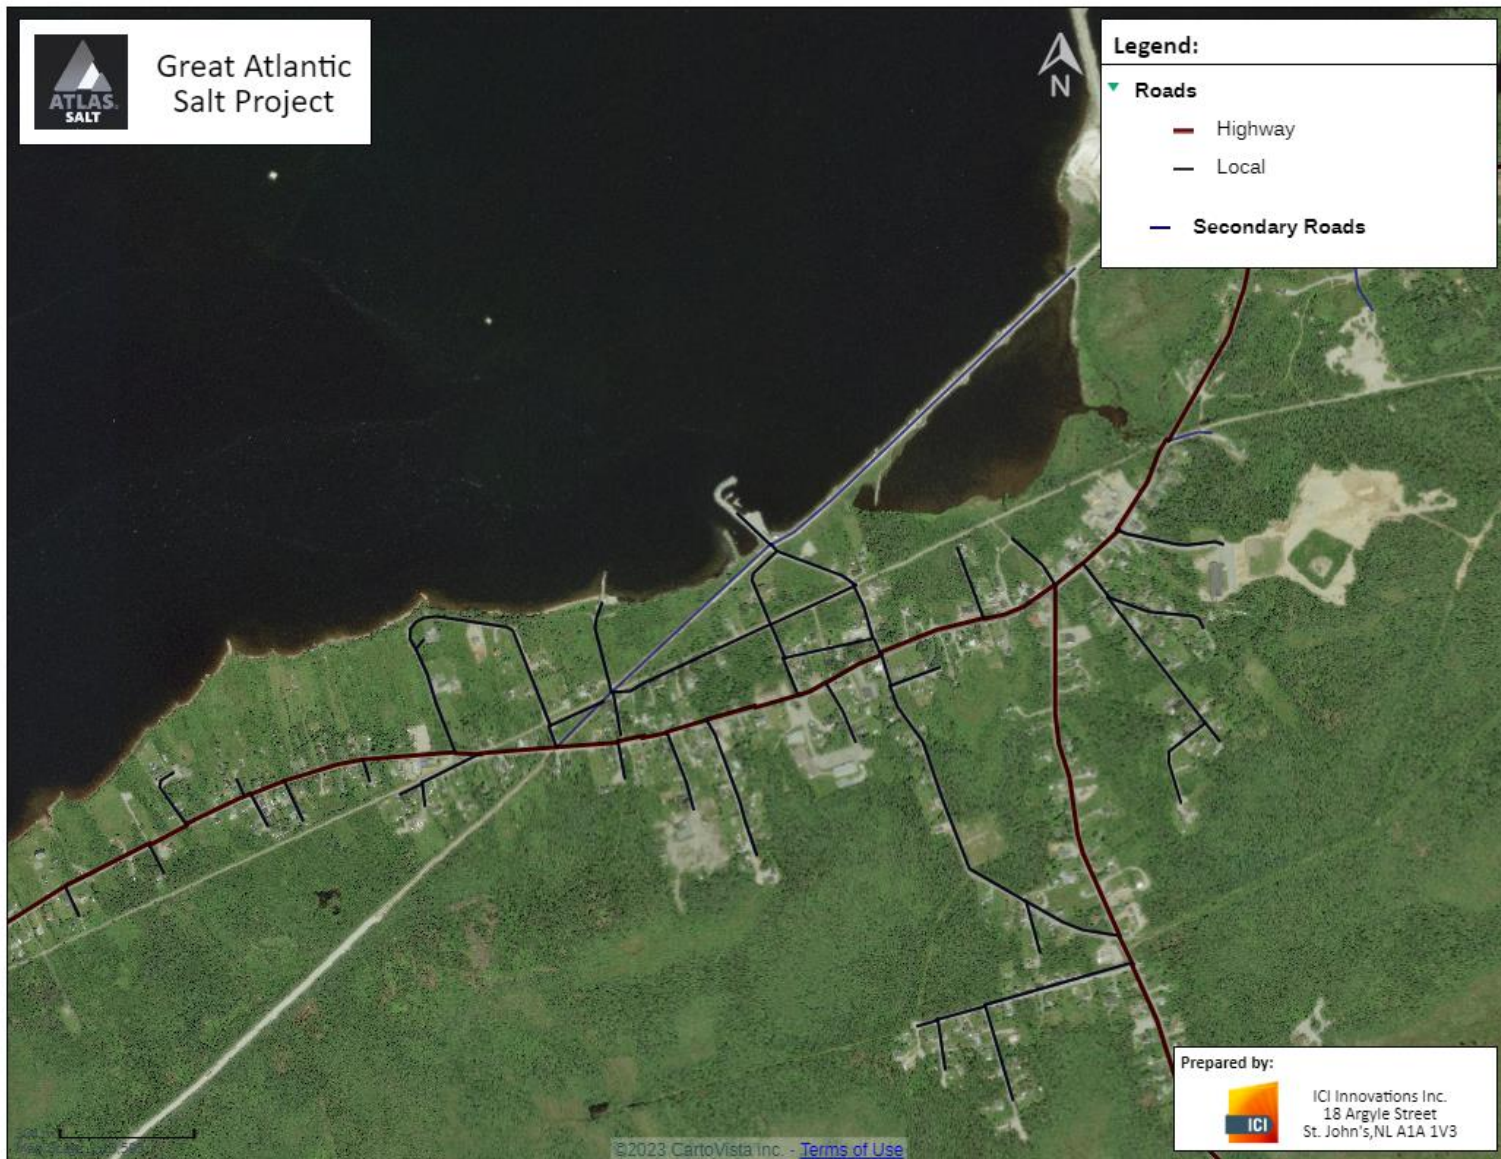 ATLAS
SALT
Great Atlantic
Salt Project
N
Legend:
Roads
Highway
Local
Secondary Roads
Prepared by:
ICI
ICI Innovations Inc.
18 Argyle Street
St. John's,NL A1A 1V3
©2023 CartoVista inc. - Terms of Use